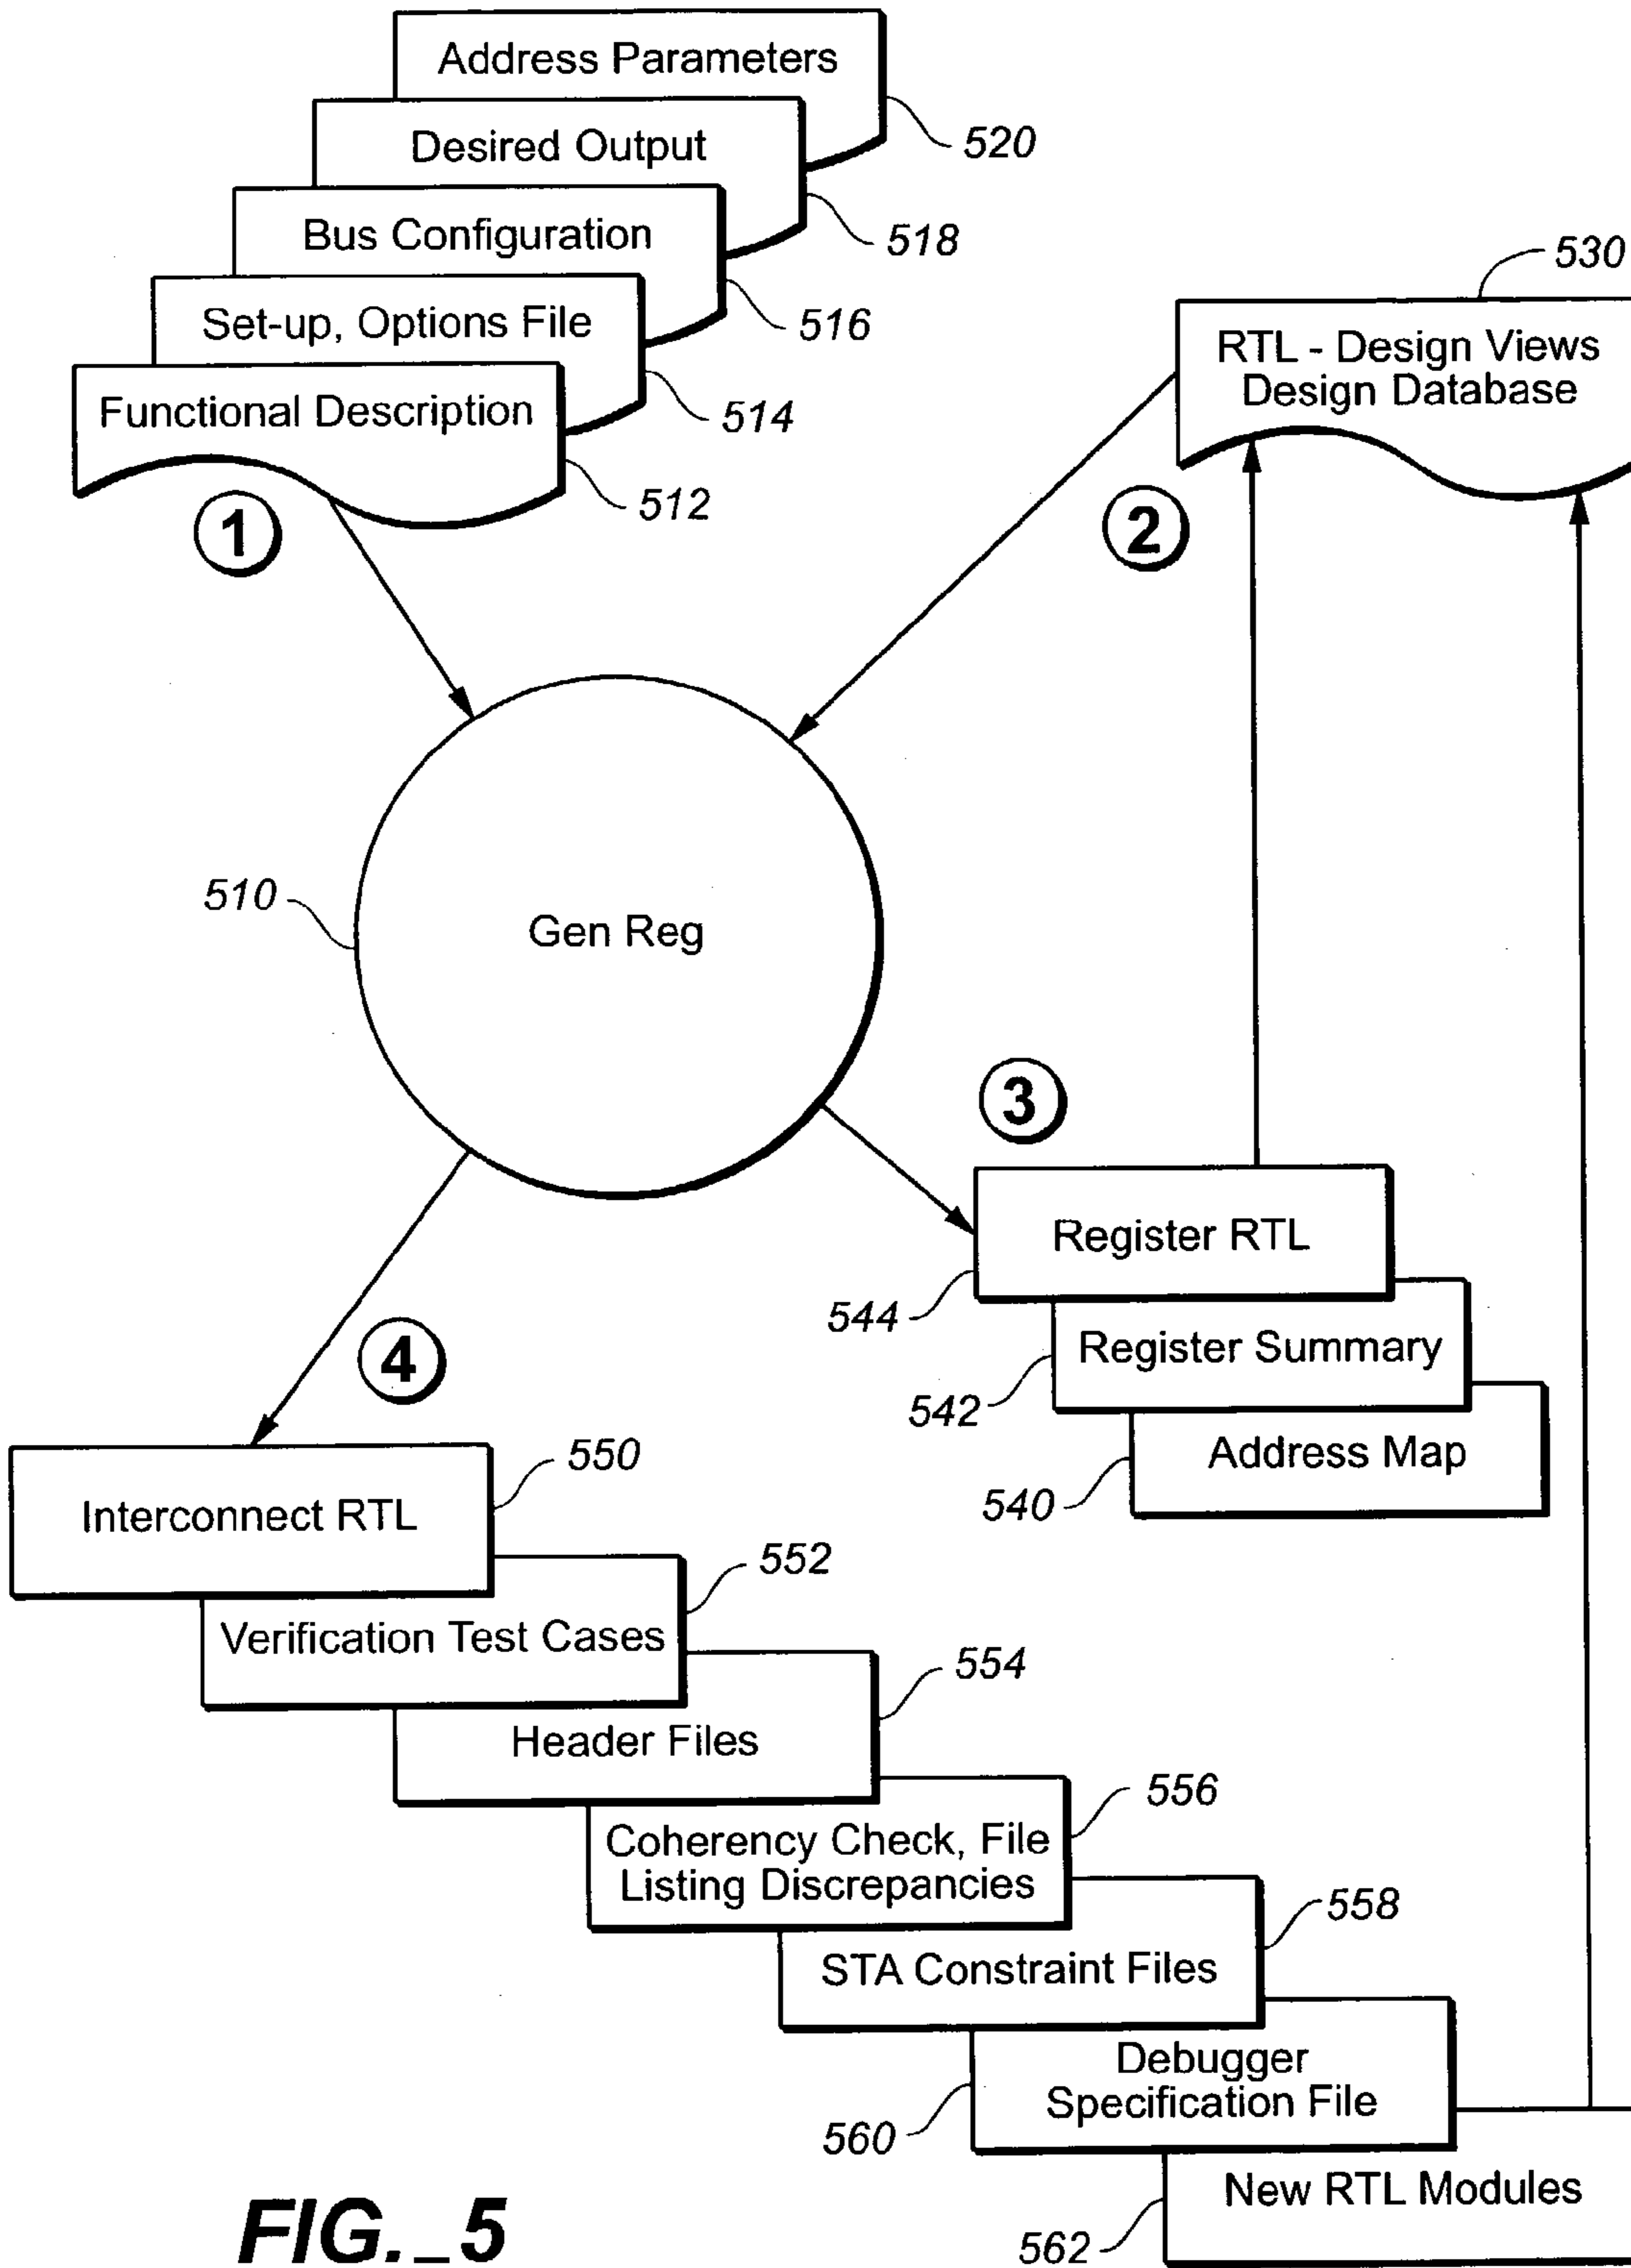 Address Parameters
520
Desired Output
518
Bus Configuration
516
Set-up, Options File
514
Functional Description
512
1
530
RTL - Design Views
Design Database
2
510
Gen Reg
3
Register RTL
544
Register Summary
542
Address Map
540
4
550
Interconnect RTL
552
Verification Test Cases
554
Header Files
556
Coherency Check, File
Listing Discrepancies
558
STA Constraint Files
Debugger
Specification File
560
New RTL Modules
562
FIG._5